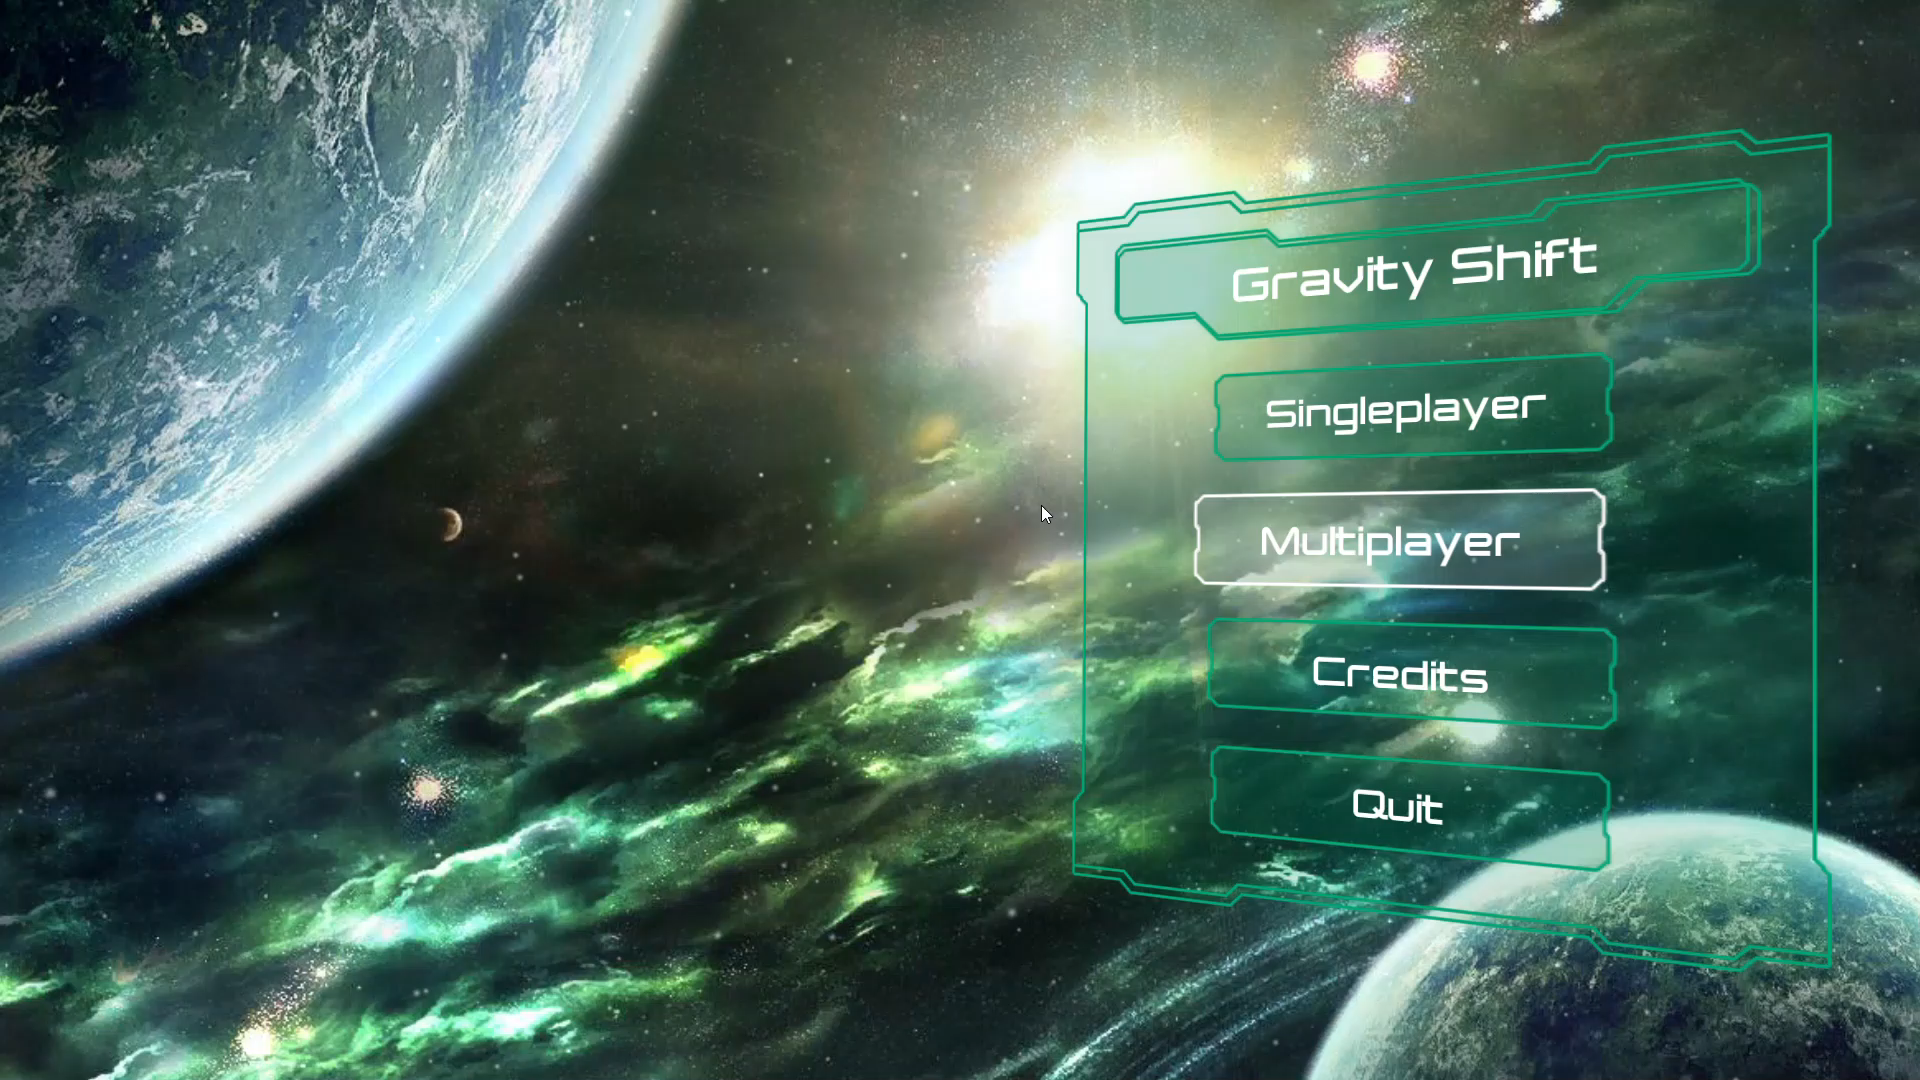 Gravity Shift
Singleplayer
Multiplayer
Credits
Quit